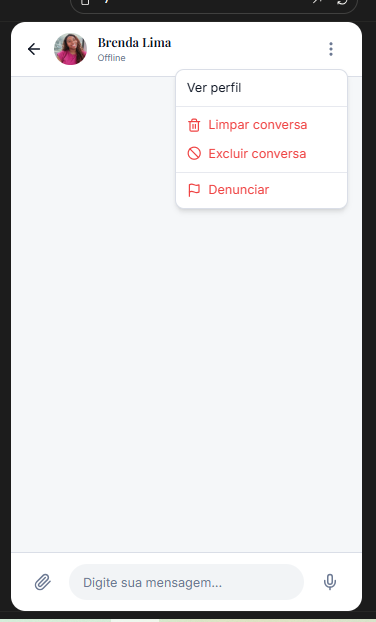 Brenda Lima
Offline
Ver perfil
Limpar conversa
Excluir conversa
Denunciar
Digite sua mensagem...